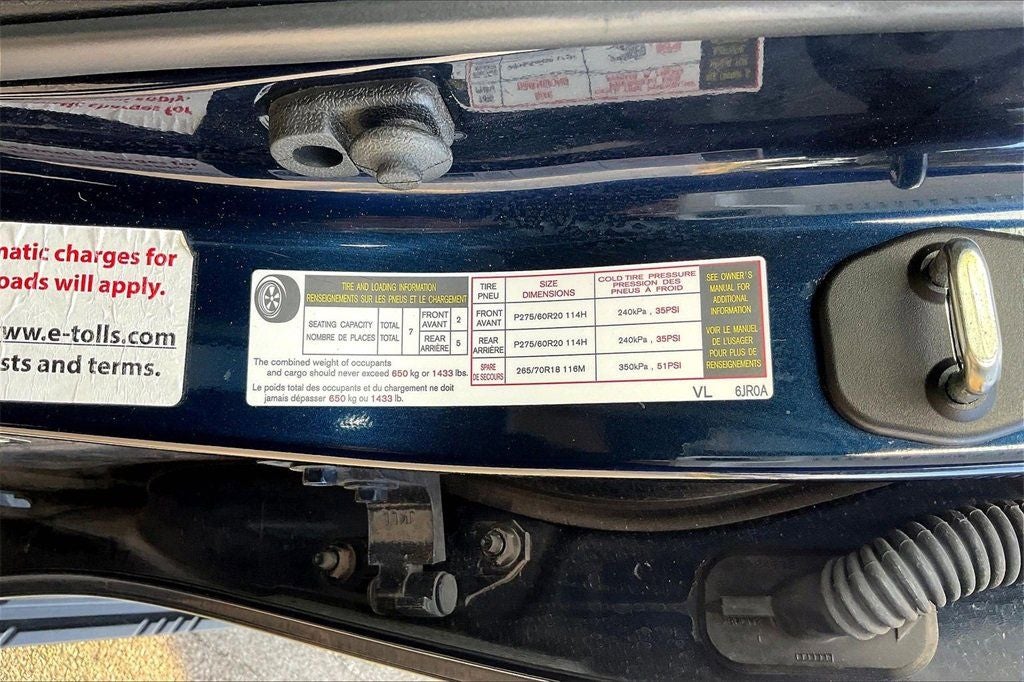 natic charges for
oads will apply.
ww.e-tolls.com
sts and terms.
TIRE AND LOADING INFORMATION
RENSEIGNEMENTS SUR LES PNEUS ET LE CHARGEMENT
SEATING CAPACITY
NOMBRE DE PLACES
TOTAL
TOTAL
7
FRONT
AVANT
2
REAR
ARRIÈRE
5
The combined weight of occupants
and cargo should never exceed 650 kg or 1433 lbs.
Le poids total des occupants et du chargement ne doit
jamais dépasser 650 kg ou 1433 lb.
TIRE
PNEU
SIZE
DIMENSIONS
COLD TIRE PRESSURE
PRESSION DES
PNEUS À FROID
FRONT
AVANT
P275/60R20 114H
240kPa , 35PSI
REAR
ARRIÈRE
P275/60R20 114H
240kPa , 35PSI
SPARE
DE SECOURS
265/70R18 116M
350kPa , 51PSI
SEE OWNER'S
MANUAL FOR
ADDITIONAL
INFORMATION
VOIR LE MANUEL
DE L'USAGER
POUR PLUS DE
RENSEIGNEMENTS
VL 6JR0A